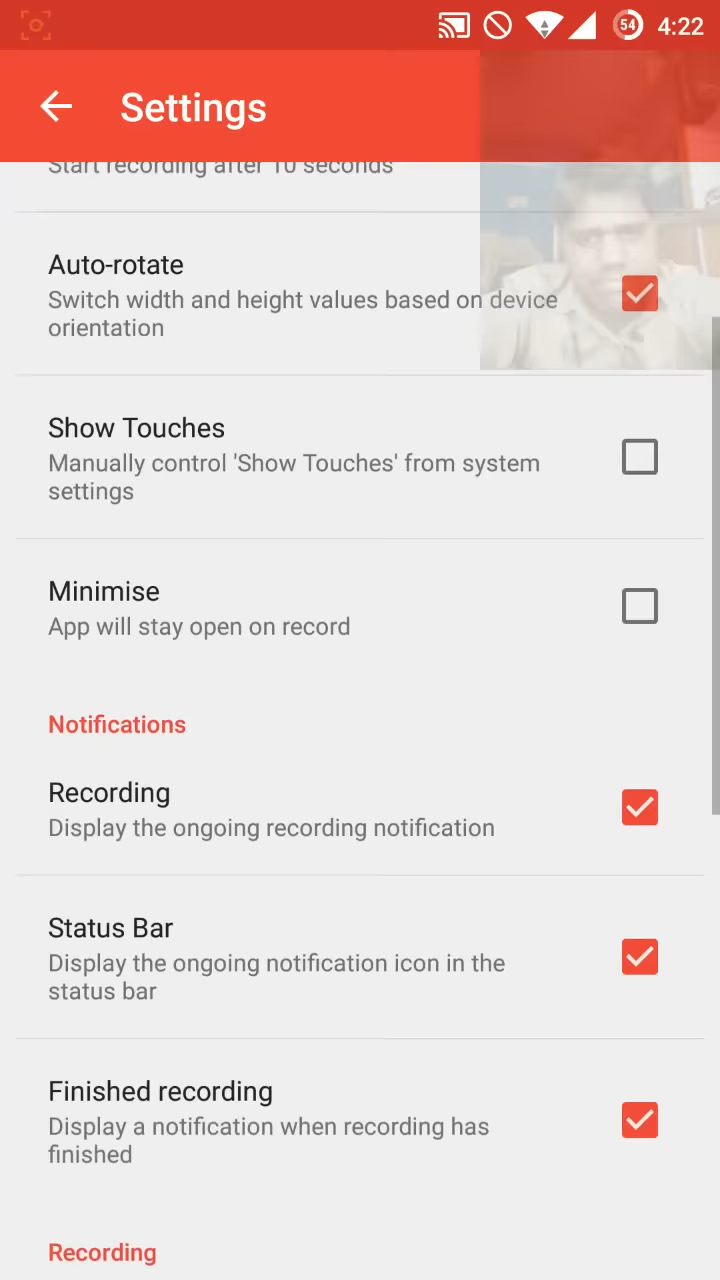 54 4:22
Settings
Start recording after 10 seconds
Auto-rotate
Switch width and height values based on device
orientation
Show Touches
Manually control 'Show Touches' from system
settings
Minimise
App will stay open on record
Notifications
Recording
Display the ongoing recording notification
Status Bar
Display the ongoing notification icon in the
status bar
Finished recording
Display a notification when recording has
finished
Recording